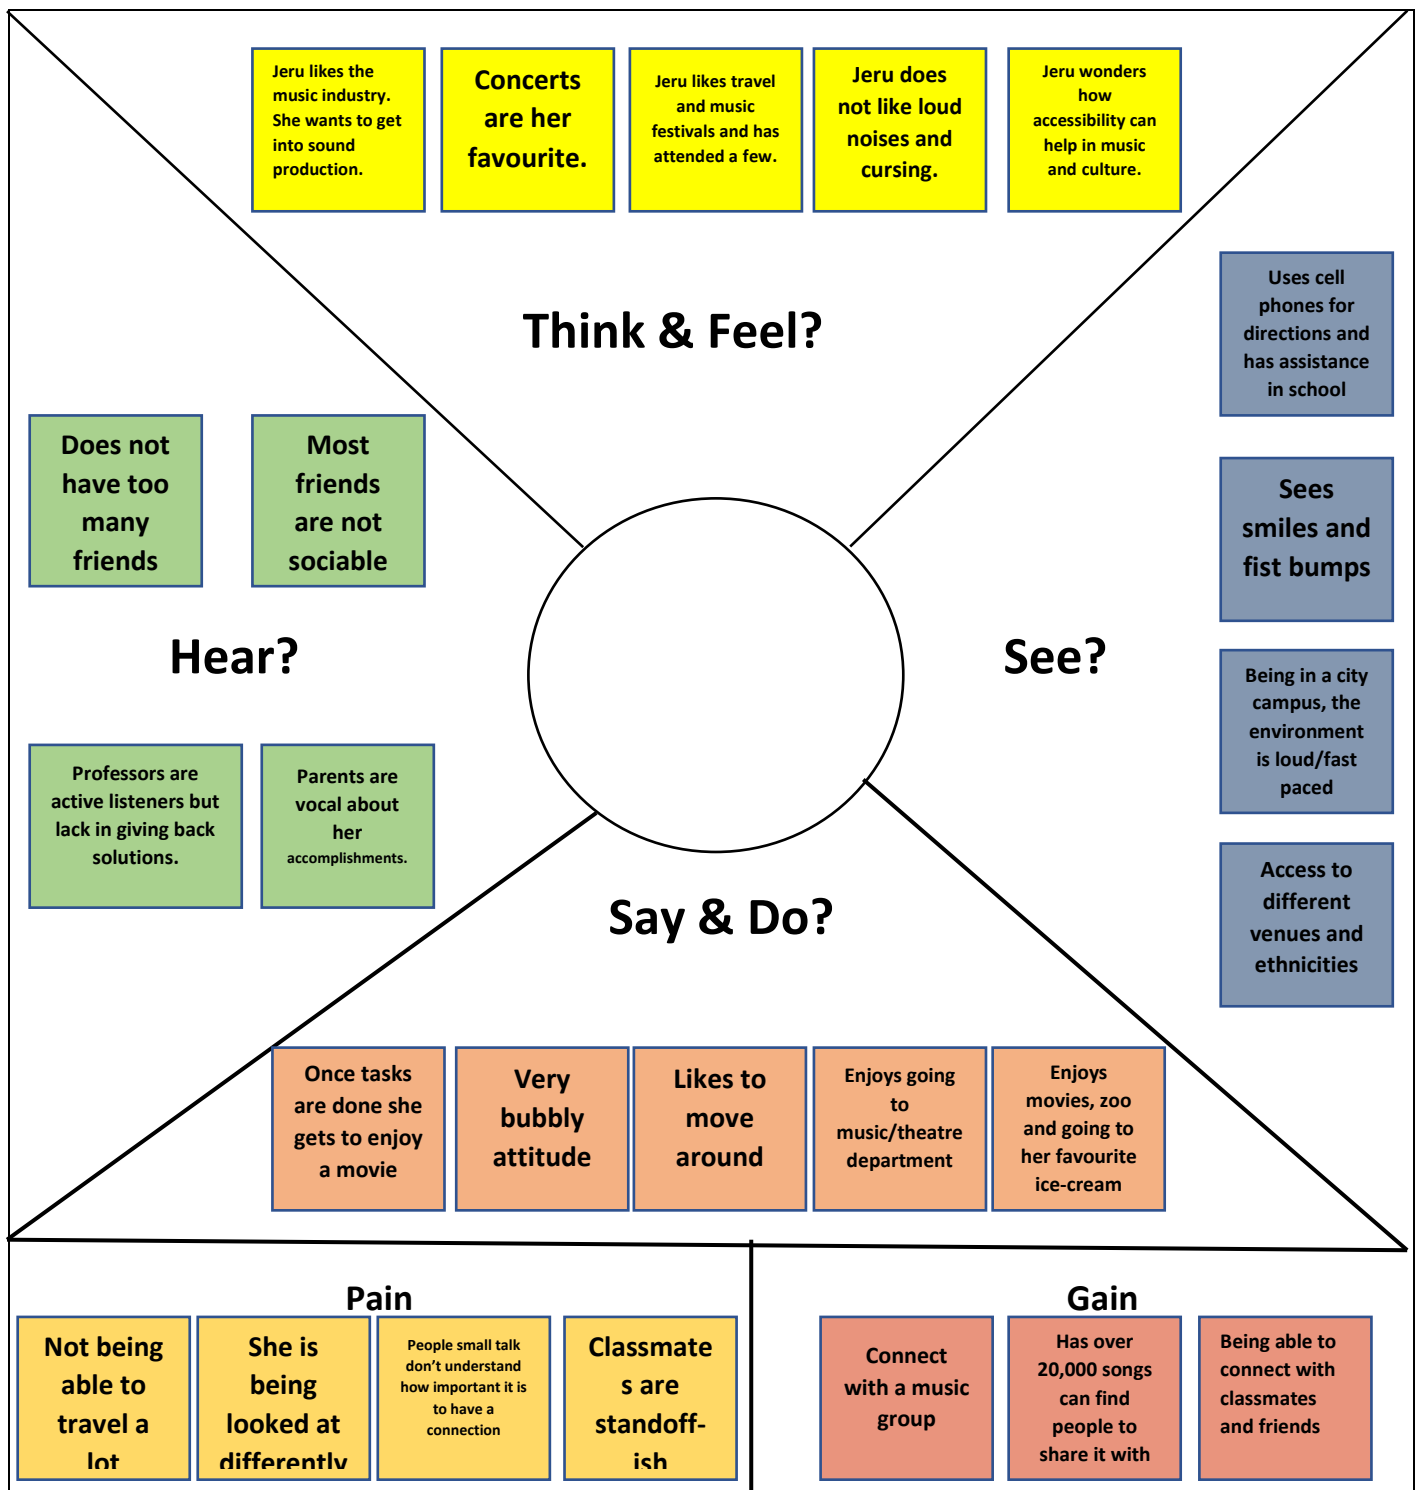 Jeru likes the
music industry.
She wants to get
into sound
production.
Concerts
are her
favourite.
Jeru likes travel
and music
festivals and has
attended a few.
Jeru does
not like loud
noises and
cursing.
Jeru wonders
how
accessibility can
help in music
and culture.
Think & Feel?
Uses cell
phones for
directions and
has assistance
in school
Sees
smiles and
fist bumps
Being in a city
campus, the
environment
is loud/fast
paced
Access to
different
venues and
ethnicities
See?
Does not
have too
many
friends
Most
friends
are not
sociable
Hear?
Professors are
active listeners but
lack in giving back
solutions.
Parents are
vocal about
her
accomplishments.
Say & Do?
Once tasks
are done she
gets to enjoy
a movie
Very
bubbly
attitude
Likes to
move
around
Enjoys going
to
music/theatre
department
Enjoys
movies, zoo
and going to
her favourite
ice-cream
Pain
Not being
able to
travel a
lot
She is
being
looked at
differently
People small talk
don’t understand
how important it is
to have a
connection
Classmate
s are
standoff-
ish
Gain
Connect
with a music
group
Has over
20,000 songs
can find
people to
share it with
Being able to
connect with
classmates
and friends